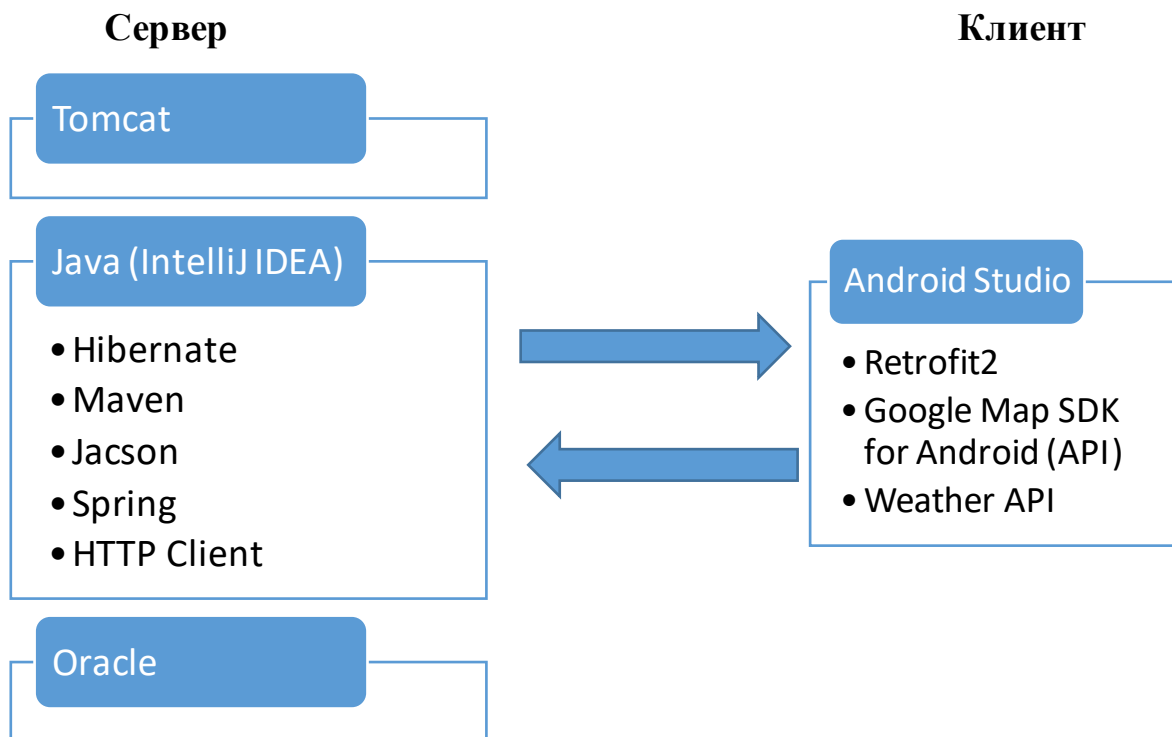 Сервер
Клиент
Tomcat
Java (IntelliJ IDEA)
• Hibernate
• Maven
• Jacson
• Spring
• HTTP Client
Oracle
Android Studio
• Retrofit2
• Google Map SDK
for Android (API)
• Weather API